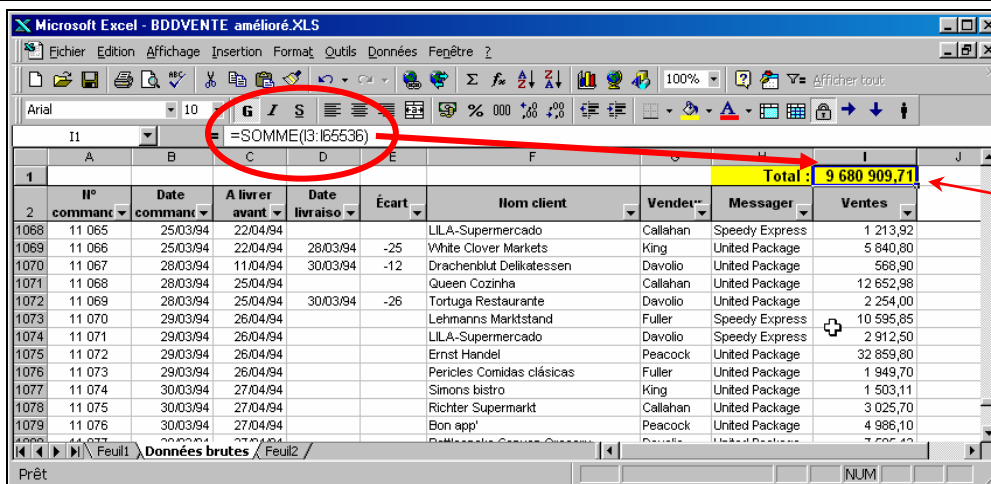 Microsoft Excel - BDDVENTE amélioré.XLS
Fichier Edition Affichage Insertion Format Outils Données Fenêtre ?
100% Afficher tout
Arial 10 G I S % 000
I1 = =SOMME(I3:I65536)
A B C D E F G H I J
1 Total : 9 680 909,71
2 N° commanc Date commanc A livrer avant Date livraiso Écart Nom client Vendeur Messager Ventes
1068 11 065 25/03/94 22/04/94 LILA-Supermercado Callahan Speedy Express 1 213,92
1069 11 066 25/03/94 22/04/94 28/03/94 -25 White Clover Markets King United Package 5 840,80
1070 11 067 28/03/94 11/04/94 30/03/94 -12 Drachenblut Delikatessen Davolio United Package 568,90
1071 11 068 28/03/94 25/04/94 Queen Cozinha Callahan United Package 12 652,98
1072 11 069 28/03/94 25/04/94 30/03/94 -26 Tortuga Restaurante Davolio United Package 2 254,00
1073 11 070 29/03/94 26/04/94 Lehmanns Marktstand Fuller Speedy Express 10 595,85
1074 11 071 29/03/94 26/04/94 LILA-Supermercado Davolio Speedy Express 2 912,50
1075 11 072 29/03/94 26/04/94 Ernst Handel Peacock United Package 32 859,80
1076 11 073 29/03/94 26/04/94 Pericles Comidas clásicas Fuller United Package 1 949,70
1077 11 074 30/03/94 27/04/94 Simons bistro King United Package 1 503,11
1078 11 075 30/03/94 27/04/94 Richter Supermarkt Callahan United Package 3 025,70
1079 11 076 30/03/94 27/04/94 Bon app' Peacock United Package 4 986,10
Feuil1 Données brutes Feuil2
Prêt NUM